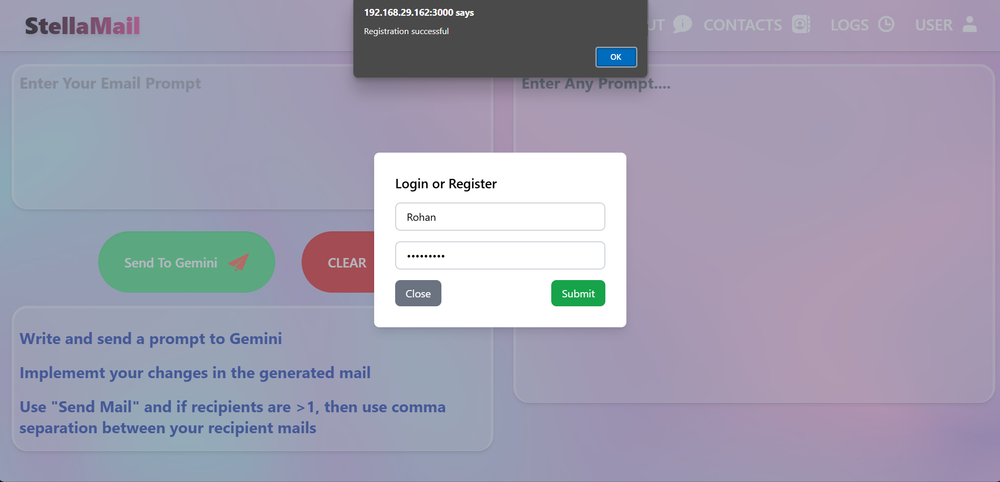 StellaMail
192.168.29.162:3000 says
Registration successful
OK
CONTACTS
LOGS
USER
Enter Your Email Prompt
Enter Any Prompt....
Login or Register
Rohan
•••••••••
Close
Submit
Send To Gemini
CLEAR
Write and send a prompt to Gemini
Implememt your changes in the generated mail
Use "Send Mail" and if recipients are >1, then use comma
separation between your recipient mails